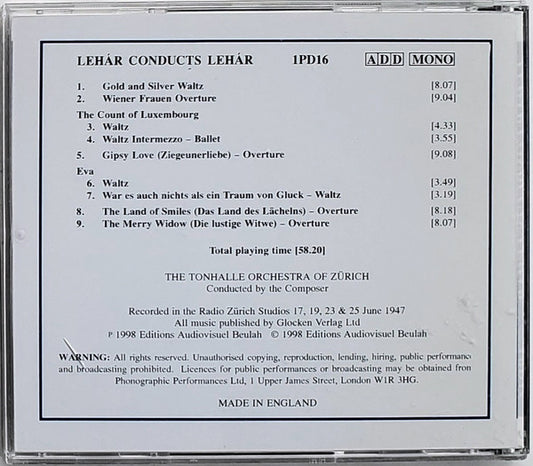 LEHÁR CONDUCTS LEHÁR 1PD16 ADD MONO
1. Gold and Silver Waltz [8.07]
2. Wiener Frauen Overture [9.04]
The Count of Luxembourg
3. Waltz [4.33]
4. Waltz Intermezzo – Ballet [3.55]
5. Gipsy Love (Ziegeunerliebe) – Overture [9.08]
Eva
6. Waltz [3.49]
7. War es auch nichts als ein Traum von Gluck – Waltz [3.19]
8. The Land of Smiles (Das Land des Lächelns) – Overture [8.18]
9. The Merry Widow (Die lustige Witwe) – Overture [8.07]
Total playing time [58.20]
THE TONHALLE ORCHESTRA OF ZÜRICH
Conducted by the Composer
Recorded in the Radio Zürich Studios 17, 19, 23 & 25 June 1947
All music published by Glocken Verlag Ltd
℗ 1998 Editions Audiovisuel Beulah © 1998 Editions Audiovisuel Beulah
WARNING: All rights reserved. Unauthorised copying, reproduction, lending, hiring, public performanc
and broadcasting prohibited. Licences for public performances or broadcasting may be obtained fron
Phonographic Performances Ltd, 1 Upper James Street, London W1R 3HG.
MADE IN ENGLAND